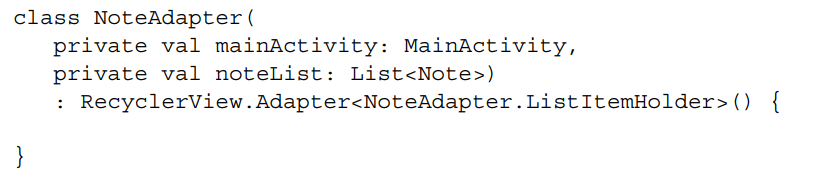 class NoteAdapter(
   private val mainActivity: MainActivity,
   private val noteList: List<Note>)
   : RecyclerView.Adapter<NoteAdapter.ListItemHolder>() {
}